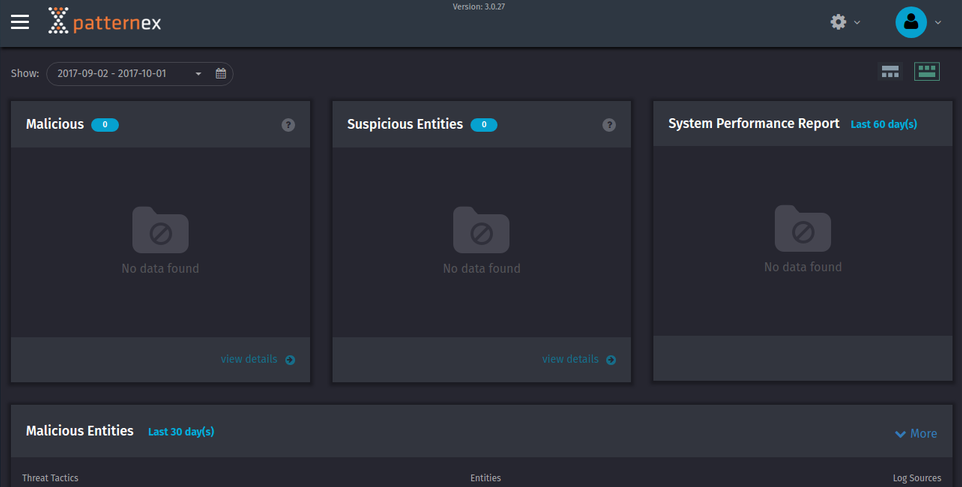 Version: 3.0.27
patternex
Show: 2017-09-02 - 2017-10-01
Malicious 0 ?
Suspicious Entities 0 ?
System Performance Report Last 60 day(s)
No data found
No data found
No data found
view details
view details
Malicious Entities Last 30 day(s)
More
Threat Tactics Entities Log Sources